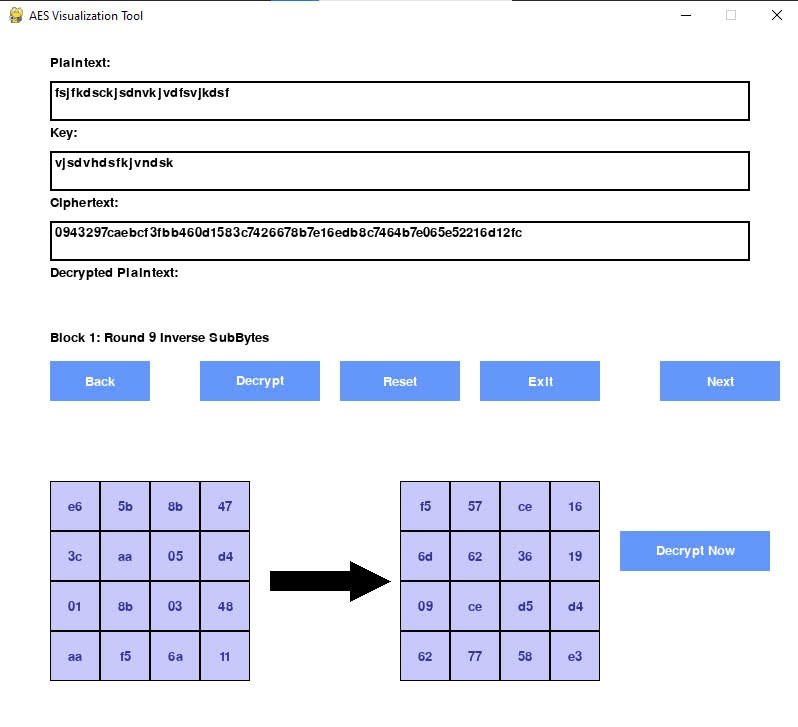 AES Visualization Tool
Plaintext:
fsjfkdsckjsdnvkjvdfsvjkdsf
Key:
vjsdvhdsfkjvndsk
Ciphertext:
0943297caebcf3fbb460d1583c7426678b7e16edb8c7464b7e065e52216d12fc
Decrypted Plaintext:
Block 1: Round 9 Inverse SubBytes
Back Decrypt Reset Exit Next
e6 5b 8b 47 f5 57 ce 16
3c aa 05 d4 6d 62 36 19
Decrypt Now
01 8b 03 48 09 ce d5 d4
aa f5 6a 11 62 77 58 e3